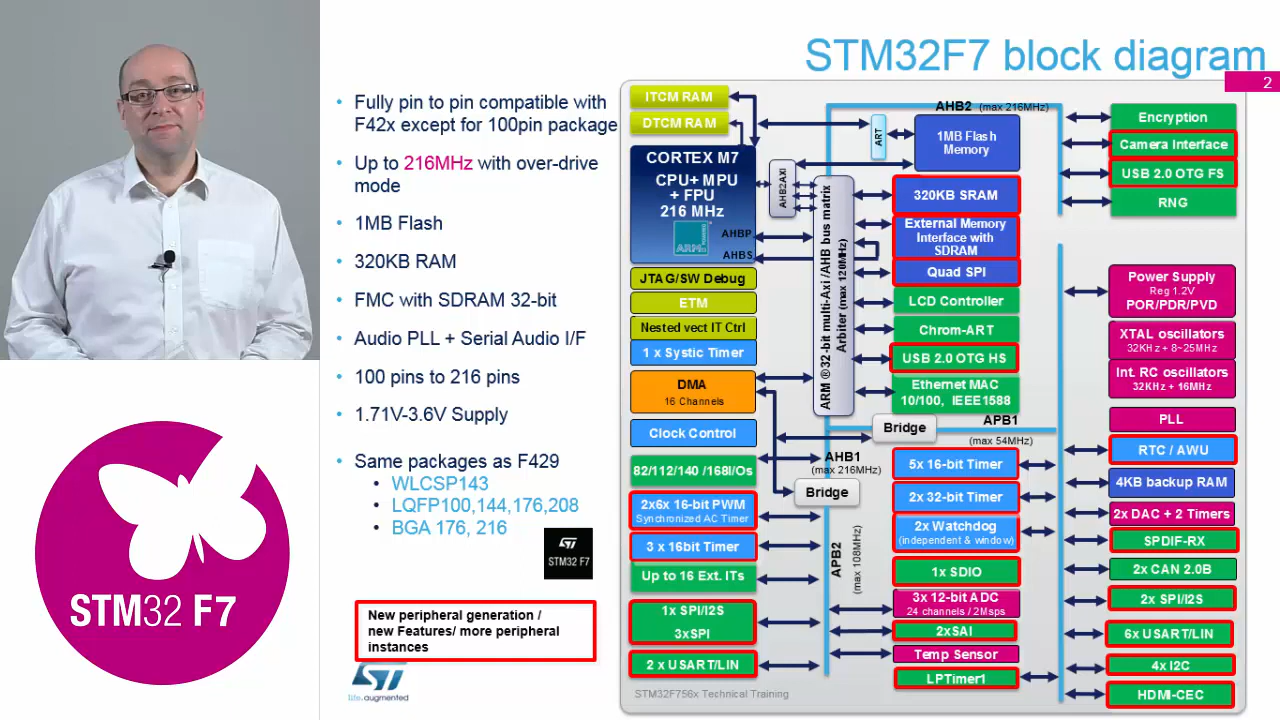 STM32F7 block diagram
2
• Fully pin to pin compatible with
F42x except for 100pin package
• Up to 216MHz with over-drive
mode
• 1MB Flash
• 320KB RAM
• FMC with SDRAM 32-bit
• Audio PLL + Serial Audio I/F
• 100 pins to 216 pins
• 1.71V-3.6V Supply
• Same packages as F429
• WLCSP143
• LQFP100,144,176,208
• BGA 176, 216
STM32 F7
STM32 F7
New peripheral generation /
new Features/ more peripheral
instances
life.augmented
ITCM RAM
DTCM RAM
CORTEX M7
CPU+ MPU
+ FPU
216 MHz
ARM
AHBP
AHBS
JTAG/SW Debug
ETM
Nested vect IT Ctrl
1 x Systic Timer
DMA
16 Channels
Clock Control
82/112/140 /168I/Os
2x6x 16-bit PWM
Synchronized AC Timer
3 x 16bit Timer
Up to 16 Ext. ITs
1x SPI/I2S
3xSPI
2 x USART/LIN
STM32F756x Technical Training
AHB2AXI
ARM ®32-bit multi-Axi /AHB bus matrix
Arbiter (max 120MHz)
ART
AHB2 (max 216MHz)
1MB Flash
Memory
320KB SRAM
External Memory
Interface with
SDRAM
Quad SPI
LCD Controller
Chrom-ART
USB 2.0 OTG HS
Ethernet MAC
10/100, IEEE1588
Bridge
APB1
(max 54MHz)
AHB1
(max 216MHz)
Bridge
APB2
(max 108MHz)
5x 16-bit Timer
2x 32-bit Timer
2x Watchdog
(independent & window)
1x SDIO
3x 12-bit ADC
24 channels / 2Msps
2xSAI
Temp Sensor
LPTimer1
Encryption
Camera Interface
USB 2.0 OTG FS
RNG
Power Supply
Reg 1.2V
POR/PDR/PVD
XTAL oscillators
32KHz + 8~25MHz
Int. RC oscillators
32KHz + 16MHz
PLL
RTC / AWU
4KB backup RAM
2x DAC + 2 Timers
SPDIF-RX
2x CAN 2.0B
2x SPI/I2S
6x USART/LIN
4x I2C
HDMI-CEC